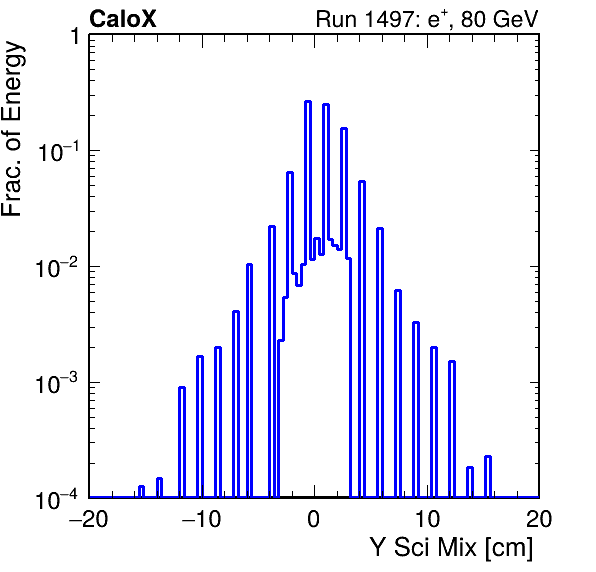 CaloX Run 1497: e⁺, 80 GeV
Frac. of Energy
1
10⁻¹
10⁻²
10⁻³
10⁻⁴
−20 −10 0 10 20
Y Sci Mix [cm]